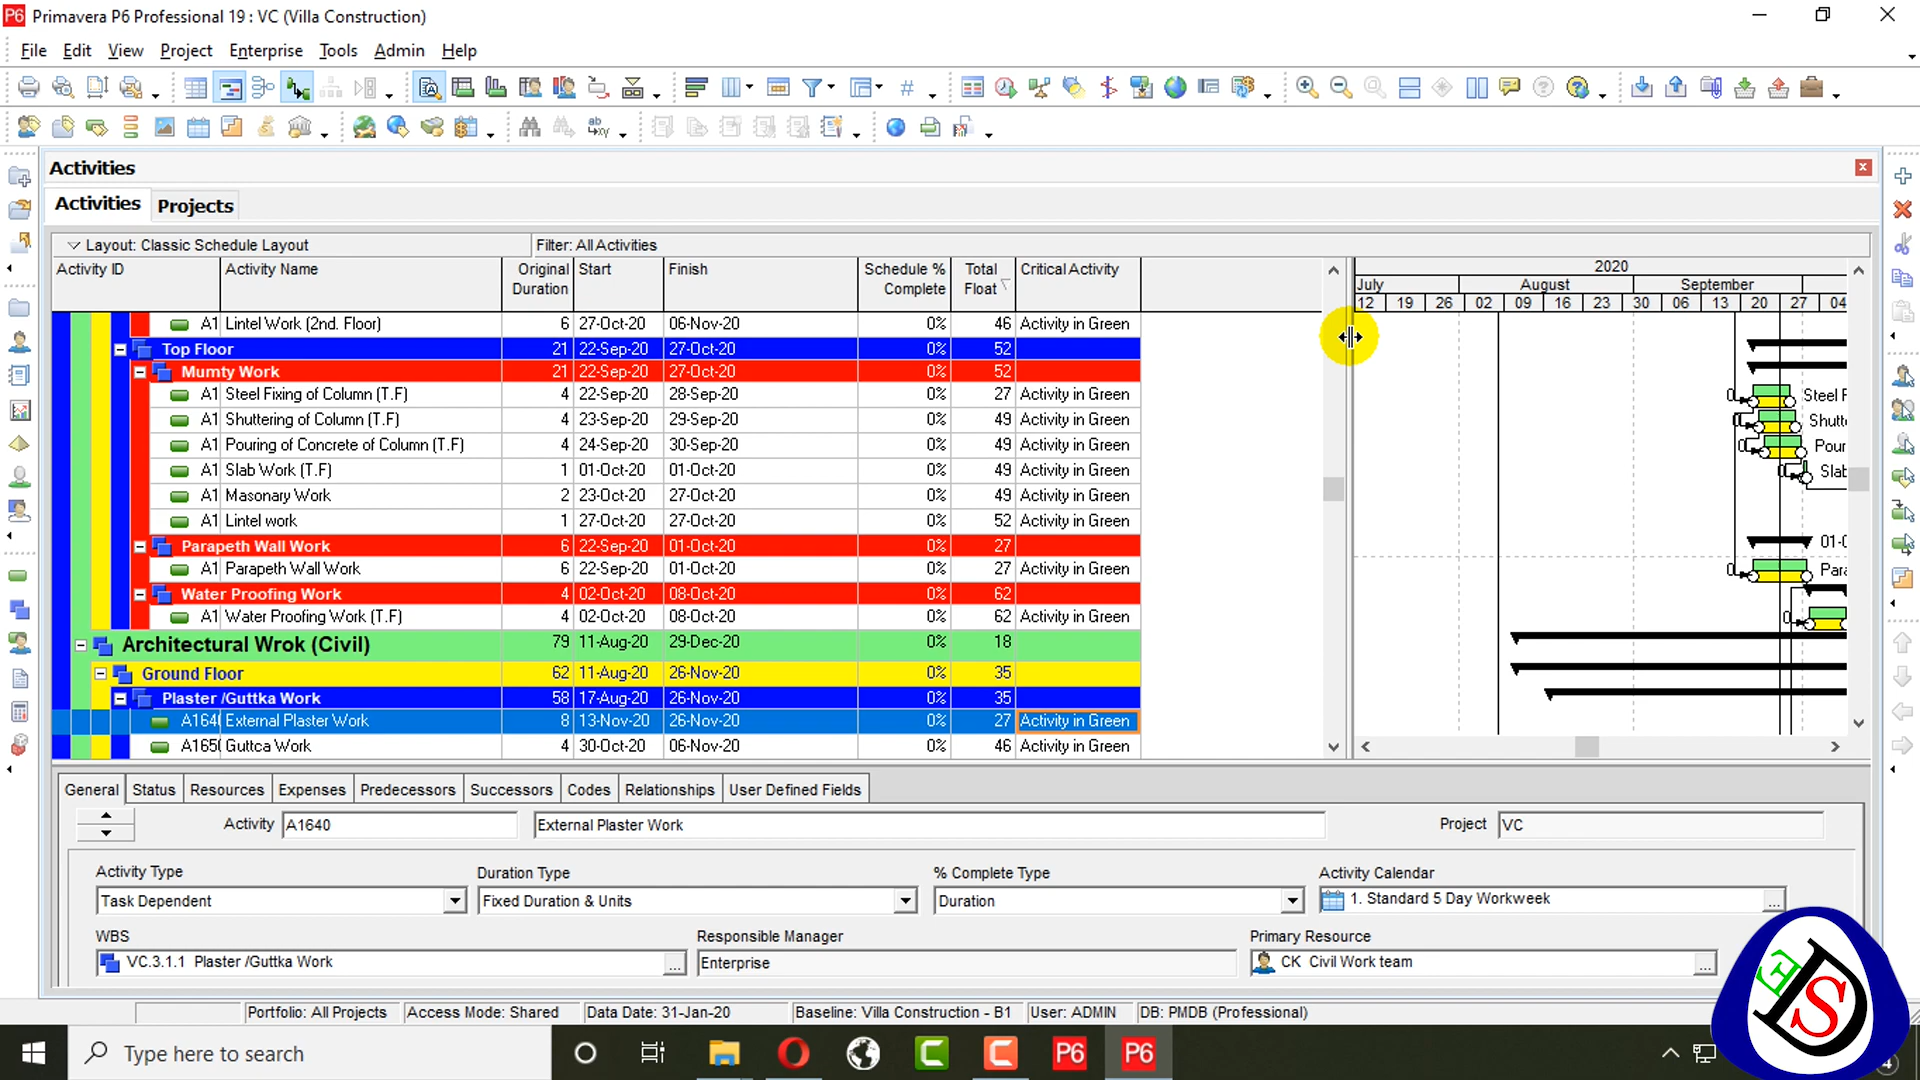 P6 Primavera P6 Professional 19 : VC (Villa Construction)
File Edit View Project Enterprise Tools Admin Help
Activities
Activities Projects
Layout: Classic Schedule Layout Filter: All Activities
Activity ID Activity Name Original Duration Start Finish Schedule % Complete Total Float Critical Activity
2020
July August September
12 19 26 02 09 16 23 30 06 13 20 27 04
A1 Lintel Work (2nd. Floor) 6 27-Oct-20 06-Nov-20 0% 46 Activity in Green
Top Floor 21 22-Sep-20 27-Oct-20 0% 52
Mumty Work 21 22-Sep-20 27-Oct-20 0% 52
A1 Steel Fixing of Column (T.F) 4 22-Sep-20 28-Sep-20 0% 27 Activity in Green Steel F
A1 Shuttering of Column (T.F) 4 23-Sep-20 29-Sep-20 0% 49 Activity in Green Shutte
A1 Pouring of Concrete of Column (T.F) 4 24-Sep-20 30-Sep-20 0% 49 Activity in Green Pour
A1 Slab Work (T.F) 1 01-Oct-20 01-Oct-20 0% 49 Activity in Green Slab
A1 Masonary Work 2 23-Oct-20 27-Oct-20 0% 49 Activity in Green
A1 Lintel work 1 27-Oct-20 27-Oct-20 0% 52 Activity in Green
Parapeth Wall Work 6 22-Sep-20 01-Oct-20 0% 27 01-O
A1 Parapeth Wall Work 6 22-Sep-20 01-Oct-20 0% 27 Activity in Green Para
Water Proofing Work 4 02-Oct-20 08-Oct-20 0% 62
A1 Water Proofing Work (T.F) 4 02-Oct-20 08-Oct-20 0% 62 Activity in Green
Architectural Wrok (Civil) 79 11-Aug-20 29-Dec-20 0% 18
Ground Floor 62 11-Aug-20 26-Nov-20 0% 35
Plaster /Guttka Work 58 17-Aug-20 26-Nov-20 0% 35
A1640 External Plaster Work 8 13-Nov-20 26-Nov-20 0% 27 Activity in Green
A1650 Guttca Work 4 30-Oct-20 06-Nov-20 0% 46 Activity in Green
General Status Resources Expenses Predecessors Successors Codes Relationships User Defined Fields
Activity A1640 External Plaster Work Project VC
Activity Type Duration Type % Complete Type Activity Calendar
Task Dependent Fixed Duration & Units Duration 1. Standard 5 Day Workweek ...
WBS Responsible Manager Primary Resource
VC.3.1.1 Plaster /Guttka Work ... Enterprise CK Civil Work team ...
Portfolio: All Projects Access Mode: Shared Data Date: 31-Jan-20 Baseline: Villa Construction - B1 User: ADMIN DB: PMDB (Professional)
Type here to search P6 P6